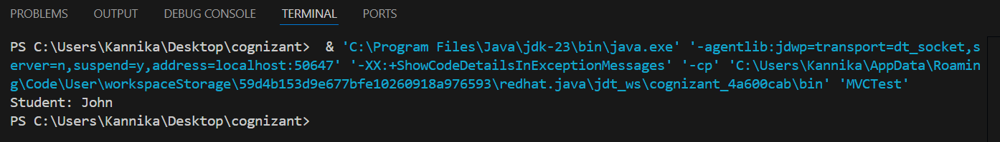 PROBLEMS OUTPUT DEBUG CONSOLE TERMINAL PORTS
PS C:\Users\Kannika\Desktop\cognizant>  & 'C:\Program Files\Java\jdk-23\bin\java.exe' '-agentlib:jdwp=transport=dt_socket,s
erver=n,suspend=y,address=localhost:50647' '-XX:+ShowCodeDetailsInExceptionMessages' '-cp' 'C:\Users\Kannika\AppData\Roamin
g\Code\User\workspaceStorage\59d4b153d9e677bfe10260918a976593\redhat.java\jdt_ws\cognizant_4a600cab\bin' 'MVCTest'
Student: John
PS C:\Users\Kannika\Desktop\cognizant>